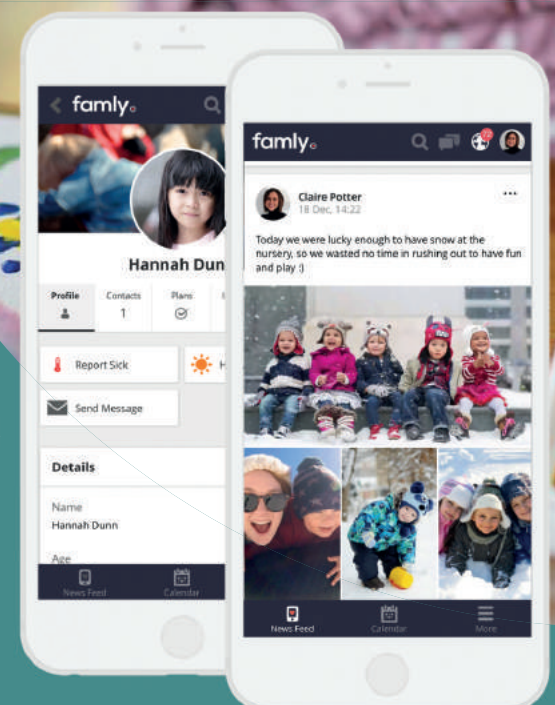 famly.
Hannah Dun
Profile
Contacts
1
Plans
Report Sick
H
Send Message
Details
Name
Hannah Dunn
Age
News Feed
Calendar
famly.
Claire Potter
18 Dec, 14:22
Today we were lucky enough to have snow at the
nursery, so we wasted no time in rushing out to have fun
and play :)
News Feed
Calendar
More